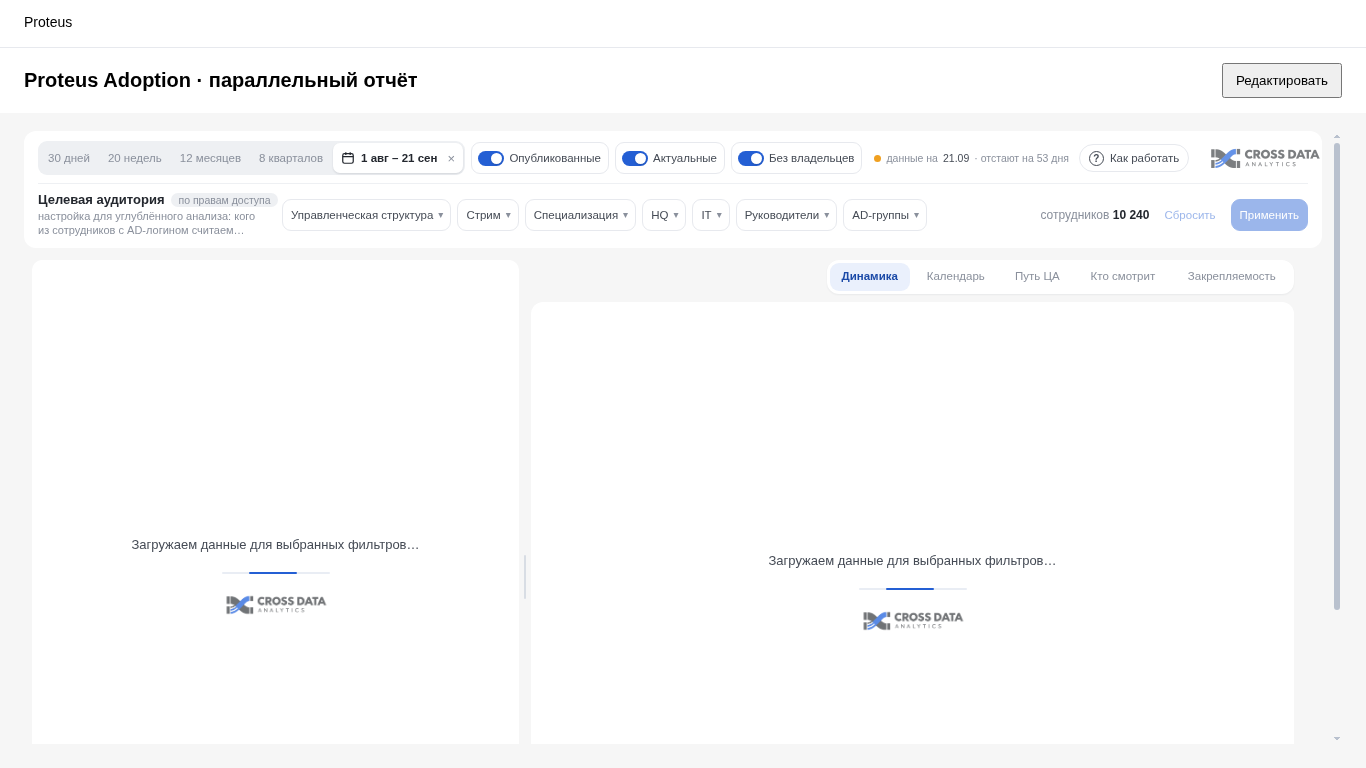 Proteus
Proteus Adoption · параллельный отчёт
Редактировать
30 дней 20 недель 12 месяцев 8 кварталов 1 авг – 21 сен × Опубликованные Актуальные Без владельцев данные на 21.09 · отстают на 53 дня ? Как работать CROSS DATA ANALYTICS
Целевая аудитория по правам доступа
настройка для углублённого анализа: кого
из сотрудников с AD-логином считаем…
Управленческая структура ▾ Стрим ▾ Специализация ▾ HQ ▾ IT ▾ Руководители ▾ AD-группы ▾ сотрудников 10 240 Сбросить Применить
Динамика Календарь Путь ЦА Кто смотрит Закрепляемость
Загружаем данные для выбранных фильтров…
CROSS DATA
ANALYTICS
Загружаем данные для выбранных фильтров…
CROSS DATA
ANALYTICS